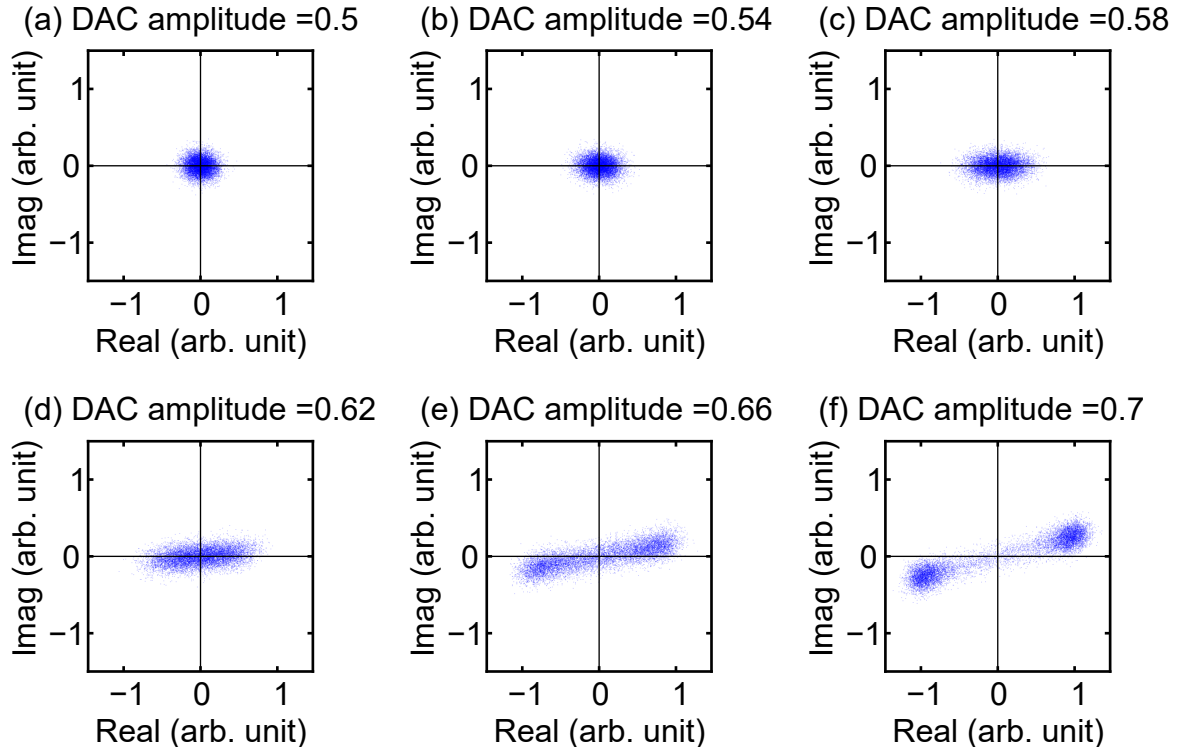 (a) DAC amplitude =0.5
(b) DAC amplitude =0.54
(c) DAC amplitude =0.58
Imag (arb. unit)
1
0
−1
−1 0 1
Real (arb. unit)
Imag (arb. unit)
1
0
−1
−1 0 1
Real (arb. unit)
Imag (arb. unit)
1
0
−1
−1 0 1
Real (arb. unit)
(d) DAC amplitude =0.62
(e) DAC amplitude =0.66
(f) DAC amplitude =0.7
Imag (arb. unit)
1
0
−1
−1 0 1
Real (arb. unit)
Imag (arb. unit)
1
0
−1
−1 0 1
Real (arb. unit)
Imag (arb. unit)
1
0
−1
−1 0 1
Real (arb. unit)